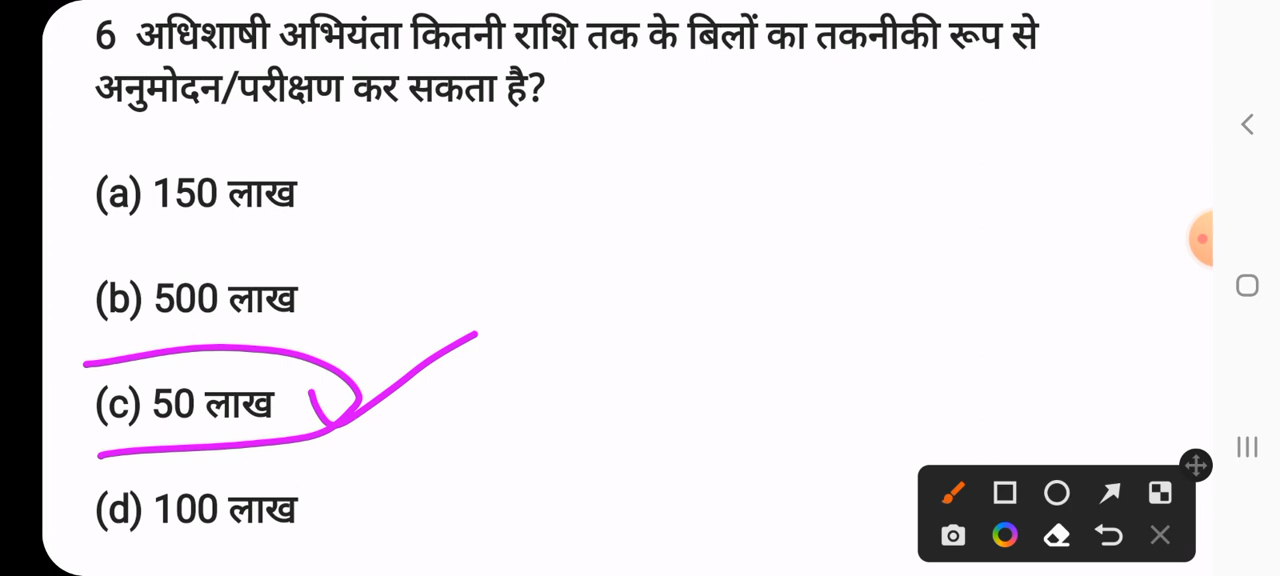 6 अधिशाषी अभियंता कितनी राशि तक के बिलों का तकनीकी रूप से
अनुमोदन/परीक्षण कर सकता है?
(a) 150 लाख
(b) 500 लाख
(c) 50 लाख
(d) 100 लाख